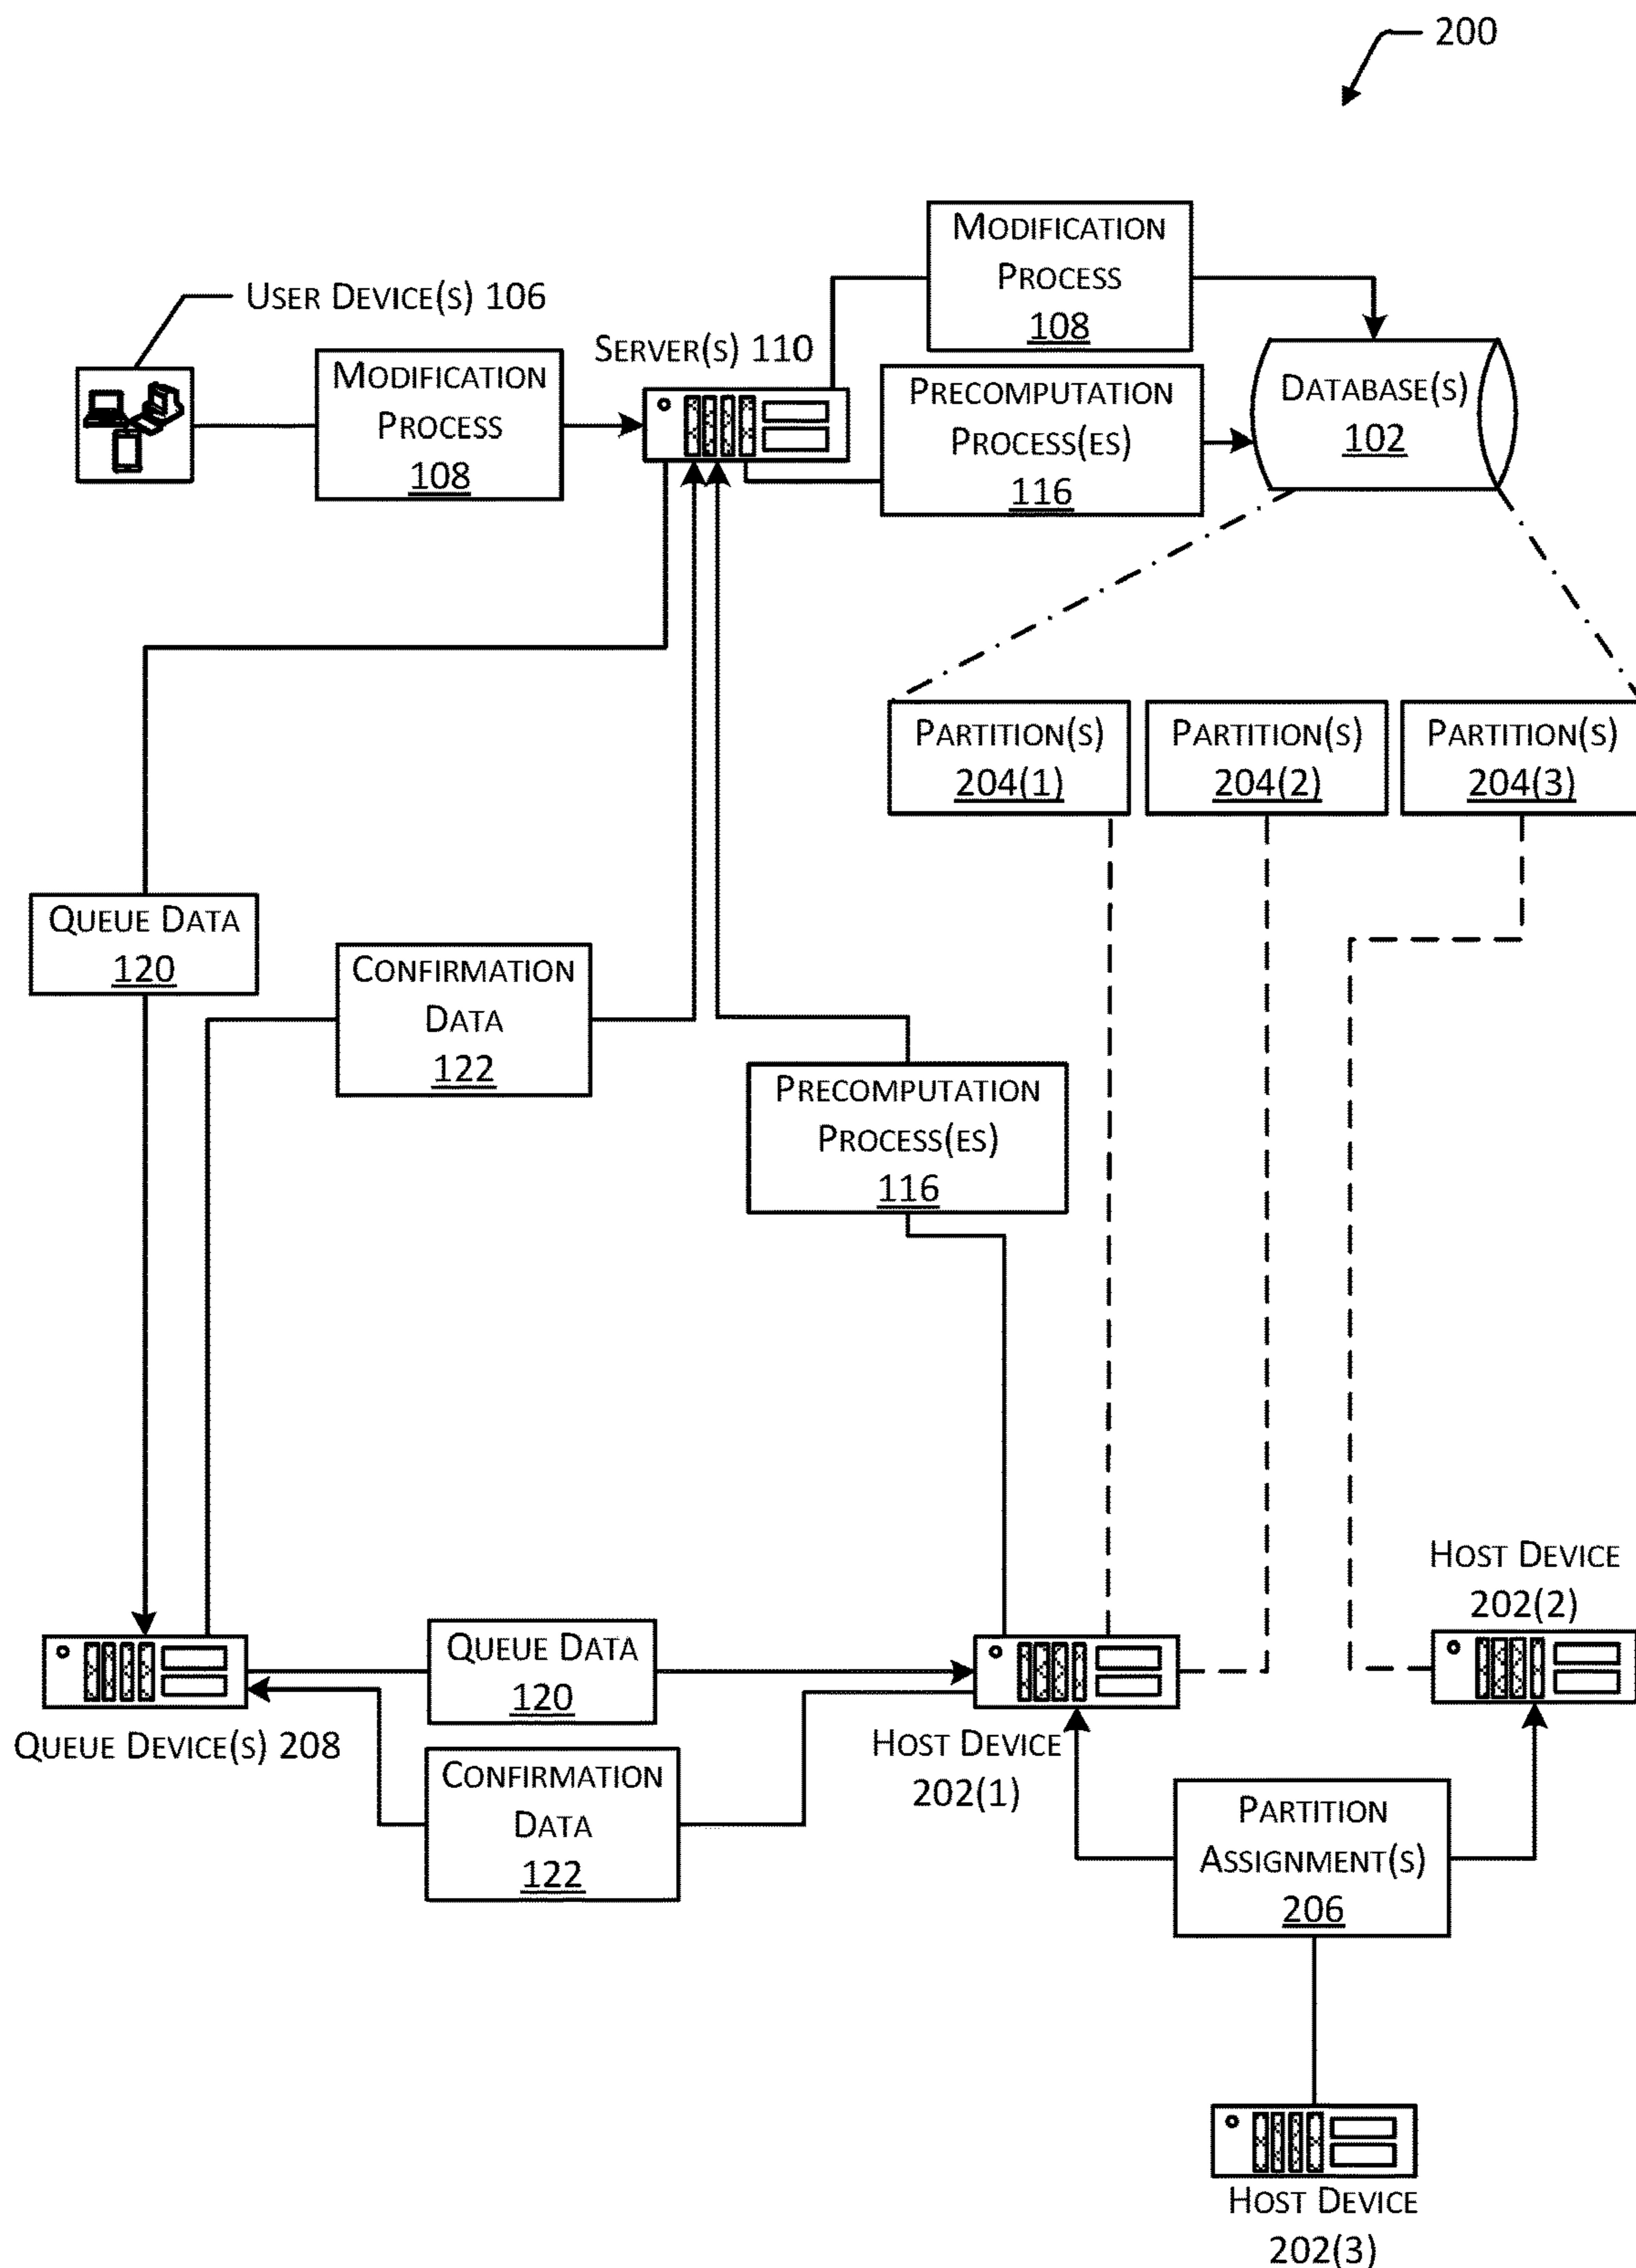 200
MODIFICATION
PROCESS
108
USER DEVICE(S) 106
SERVER(S) 110
MODIFICATION
PROCESS
108
PRECOMPUTATION
PROCESS(ES)
116
DATABASE(S)
102
PARTITION(S)
204(1)
PARTITION(S)
204(2)
PARTITION(S)
204(3)
QUEUE DATA
120
CONFIRMATION
DATA
122
PRECOMPUTATION
PROCESS(ES)
116
HOST DEVICE
202(2)
QUEUE DATA
120
QUEUE DEVICE(S) 208
HOST DEVICE
202(1)
CONFIRMATION
DATA
122
PARTITION
ASSIGNMENT(S)
206
HOST DEVICE
202(3)